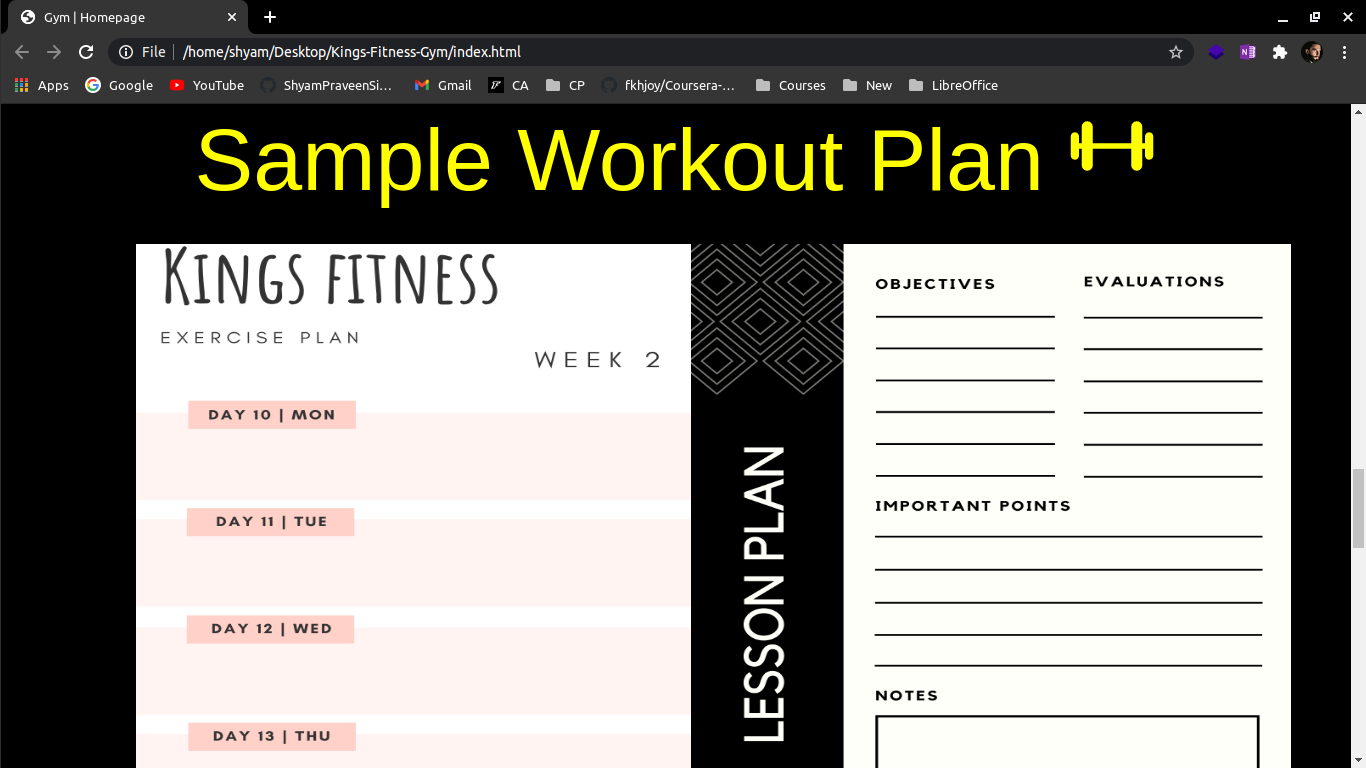 Gym | Homepage
File | /home/shyam/Desktop/Kings-Fitness-Gym/index.html
Apps Google YouTube ShyamPraveenSi... Gmail CA CP fkhjoy/Coursera-... Courses New LibreOffice
Sample Workout Plan
Kings fitness
EXERCISE PLAN
WEEK 2
DAY 10 | MON
DAY 11 | TUE
DAY 12 | WED
DAY 13 | THU
LESSON PLAN
OBJECTIVES
EVALUATIONS
IMPORTANT POINTS
NOTES